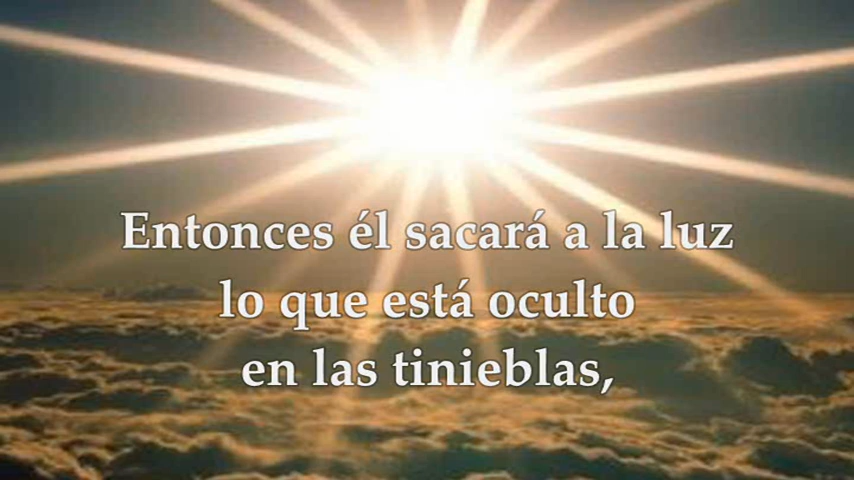 Entonces él sacará a la luz
lo que está oculto
en las tinieblas,